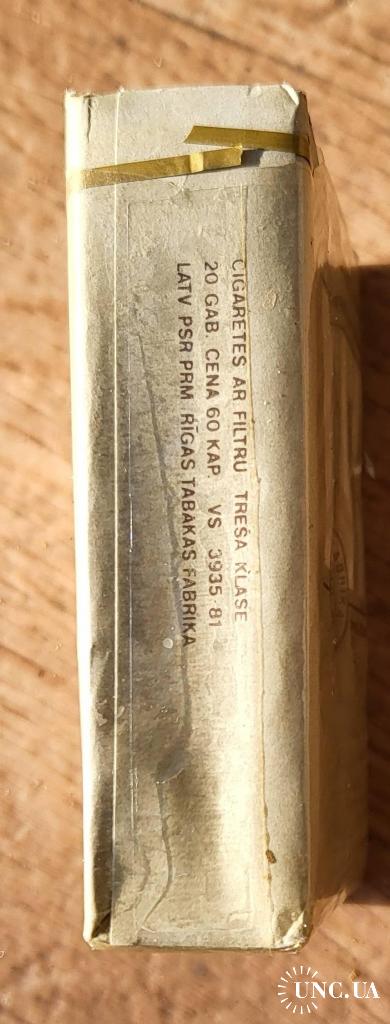 CIGARETES AR FILTRU TREŠA KLASE
20 GAB. CENA 60 KAP. VS 3935 81
LATV PSR PRM RĪGAS TABAKAS FABRIKA
UNC.UA